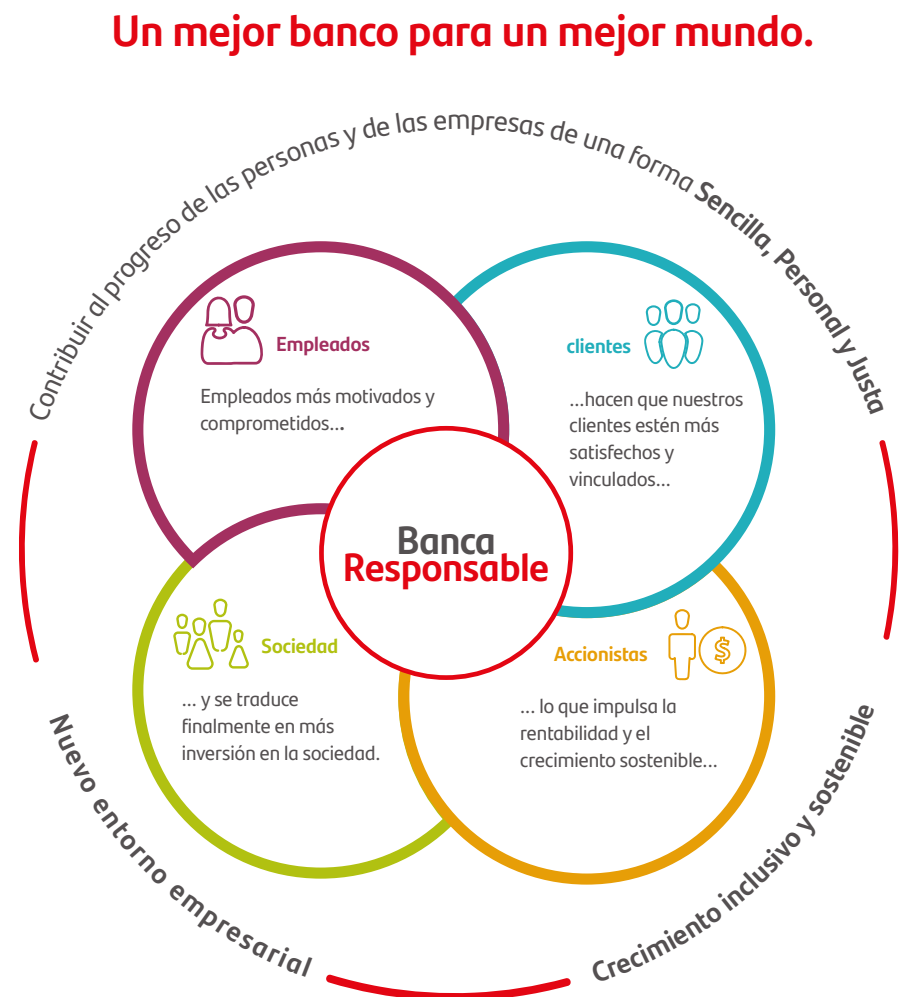 Un mejor banco para un mejor mundo.
Contribuir al progreso de las personas y de las empresas de una forma Sencilla, Personal y Justa
Empleados
Empleados más motivados y
comprometidos...
clientes
...hacen que nuestros
clientes estén más
satisfechos y
vinculados...
Banca
Responsable
Sociedad
... y se traduce
finalmente en más
inversión en la sociedad.
Accionistas
$
... lo que impulsa la
rentabilidad y el
crecimiento sostenible...
Nuevo entorno empresarial
Crecimiento inclusivo y sostenible